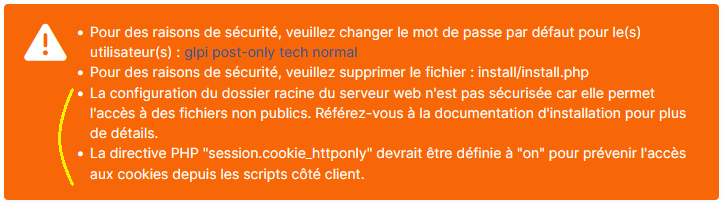 • Pour des raisons de sécurité, veuillez changer le mot de passe par défaut pour le(s)
utilisateur(s) : glpi post-only tech normal
• Pour des raisons de sécurité, veuillez supprimer le fichier : install/install.php
• La configuration du dossier racine du serveur web n'est pas sécurisée car elle permet
l'accès à des fichiers non publics. Référez-vous à la documentation d'installation pour plus
de détails.
• La directive PHP "session.cookie_httponly" devrait être définie à "on" pour prévenir l'accès
aux cookies depuis les scripts côté client.